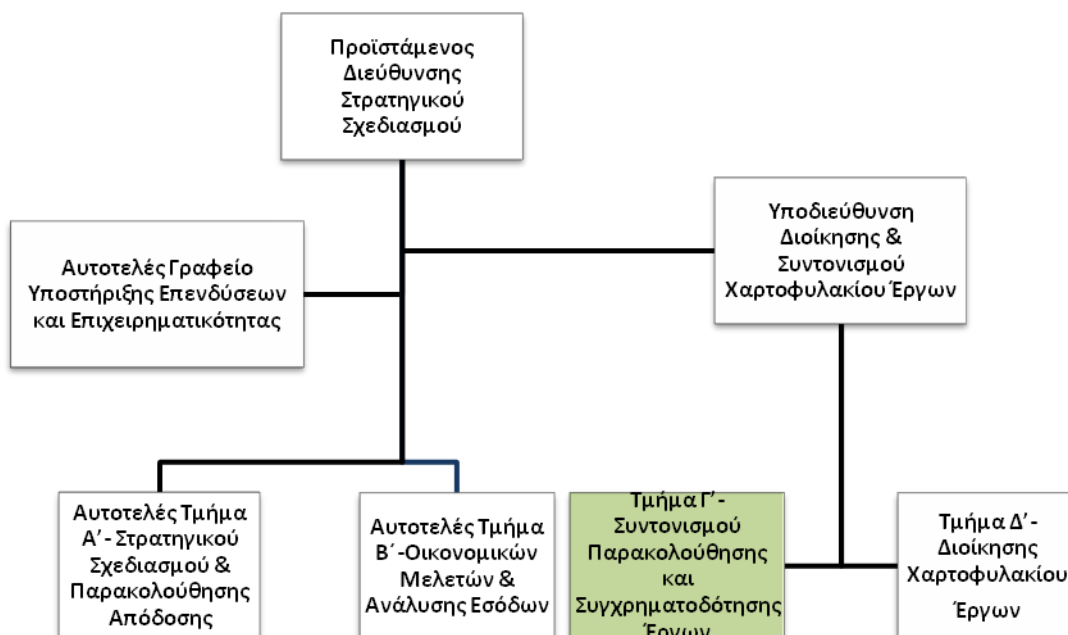 Προϊστάμενος
Διεύθυνσης
Στρατηγικού
Σχεδιασμού
Υποδιεύθυνση
Διοίκησης &
Συντονισμού
Χαρτοφυλακίου Έργων
Αυτοτελές Γραφείο
Υποστήριξης Επενδύσεων
και Επιχειρηματικότητας
Αυτοτελές Τμήμα
Α' - Στρατηγικού
Σχεδιασμού &
Παρακολούθησης
Απόδοσης
Αυτοτελές Τμήμα
Β΄ -Οικονομικών
Μελετών &
Ανάλυσης Εσόδων
Τμήμα Γ' -
Συντονισμού
Παρακολούθησης
και
Συγχρηματοδότησης
Έργων
Τμήμα Δ' -
Διοίκησης
Χαρτοφυλακίου
Έργων